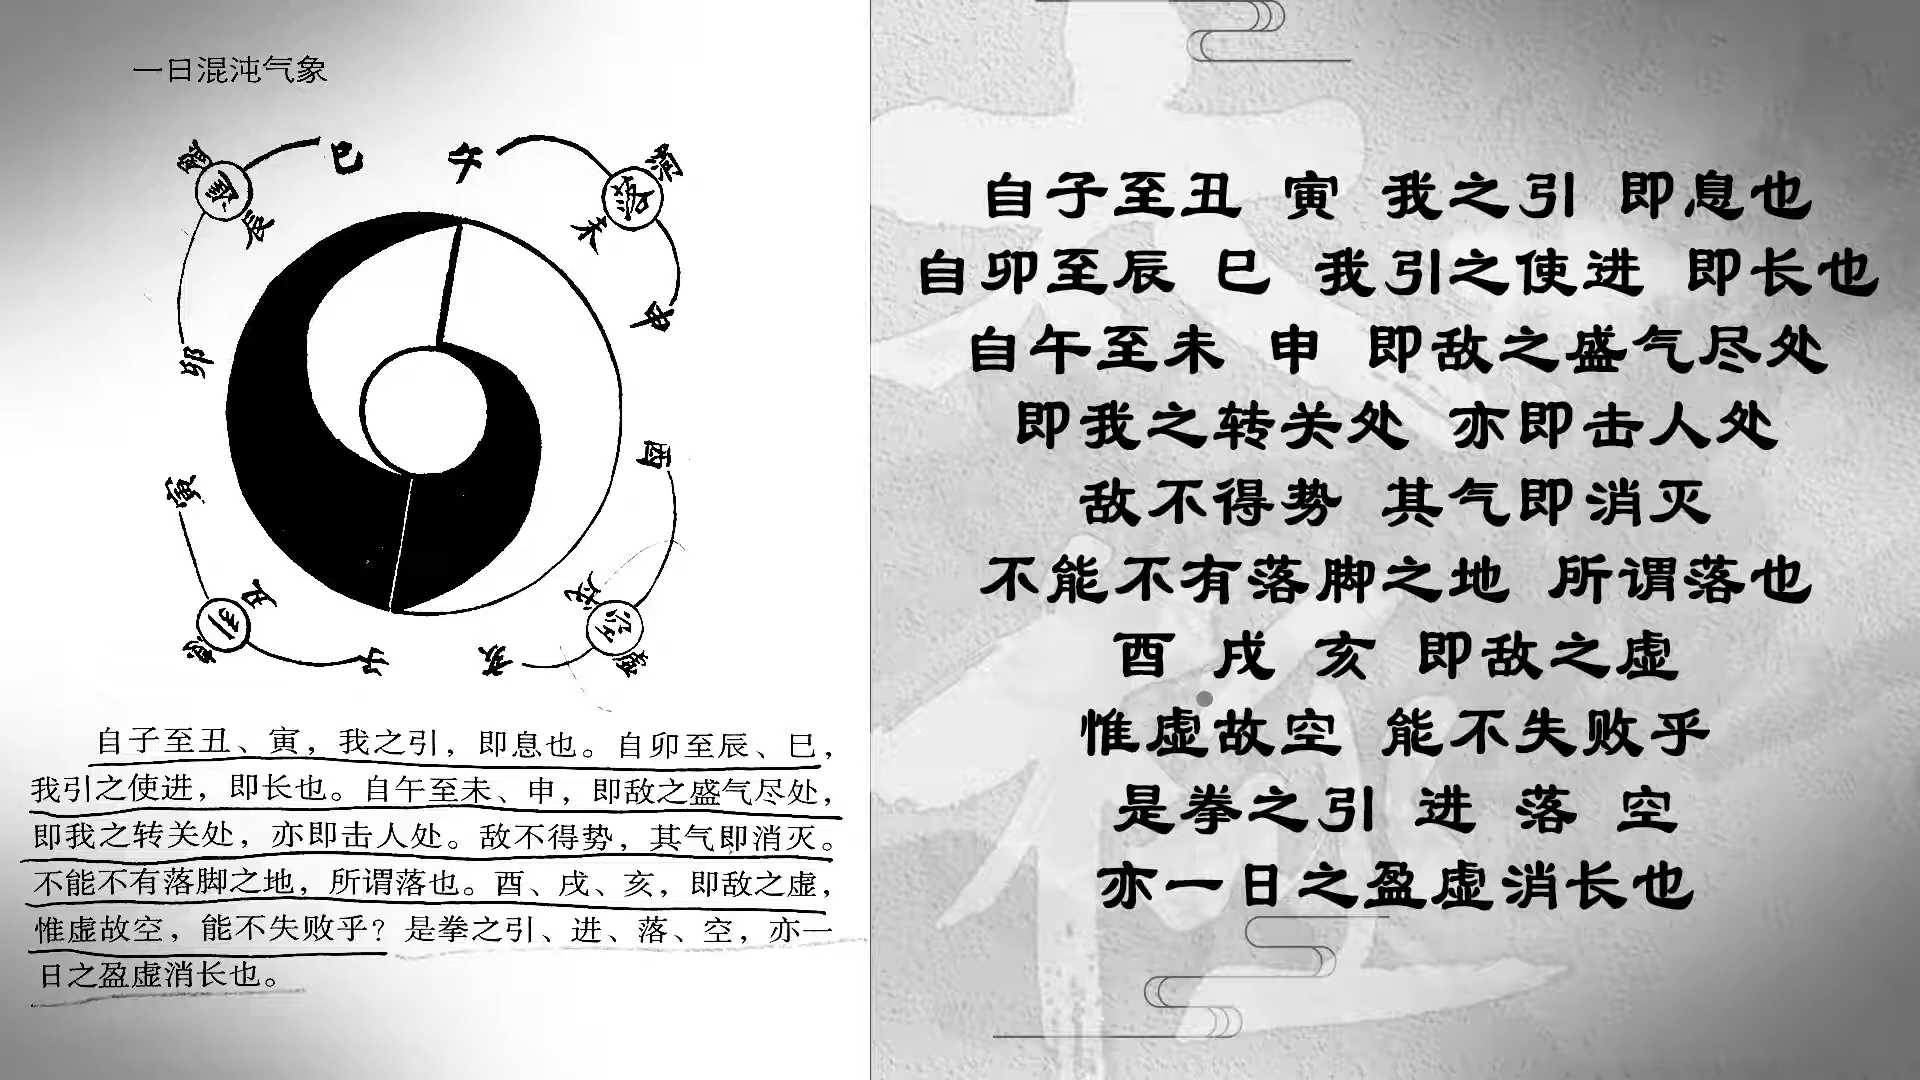 一日混沌气象
巳
午
辰
进
落
未
卯
申
寅
酉
丑
引
戌
空
子
亥
自子至丑、寅，我之引，即息也。自卯至辰、巳，
我引之使进，即长也。自午至未、申，即敌之盛气尽处，
即我之转关处，亦即击人处。敌不得势，其气即消灭。
不能不有落脚之地，所谓落也。酉、戌、亥，即敌之虚，
惟虚故空，能不失败乎？是拳之引、进、落、空，亦一
日之盈虚消长也。
自子至丑 寅 我之引 即息也
自卯至辰 巳 我引之使进 即长也
自午至未 申 即敌之盛气尽处
即我之转关处 亦即击人处
敌不得势 其气即消灭
不能不有落脚之地 所谓落也
酉 戌 亥 即敌之虚
惟虚故空 能不失败乎
是拳之引 进 落 空
亦一日之盈虚消长也